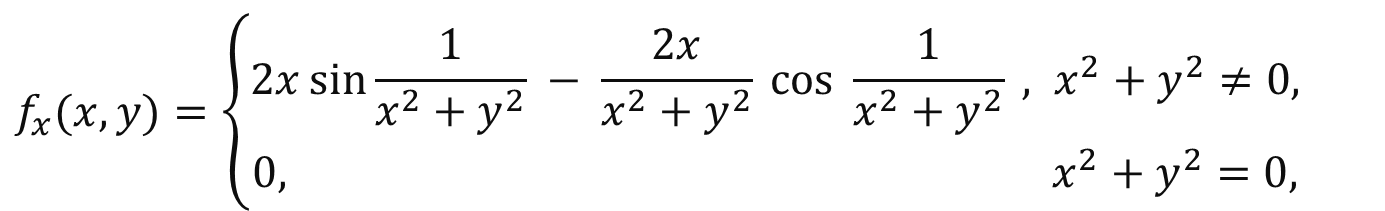 fₓ(x, y) = { 2x sin 1/(x² + y²) − 2x/(x² + y²) cos 1/(x² + y²) , x² + y² ≠ 0,
0, x² + y² = 0,